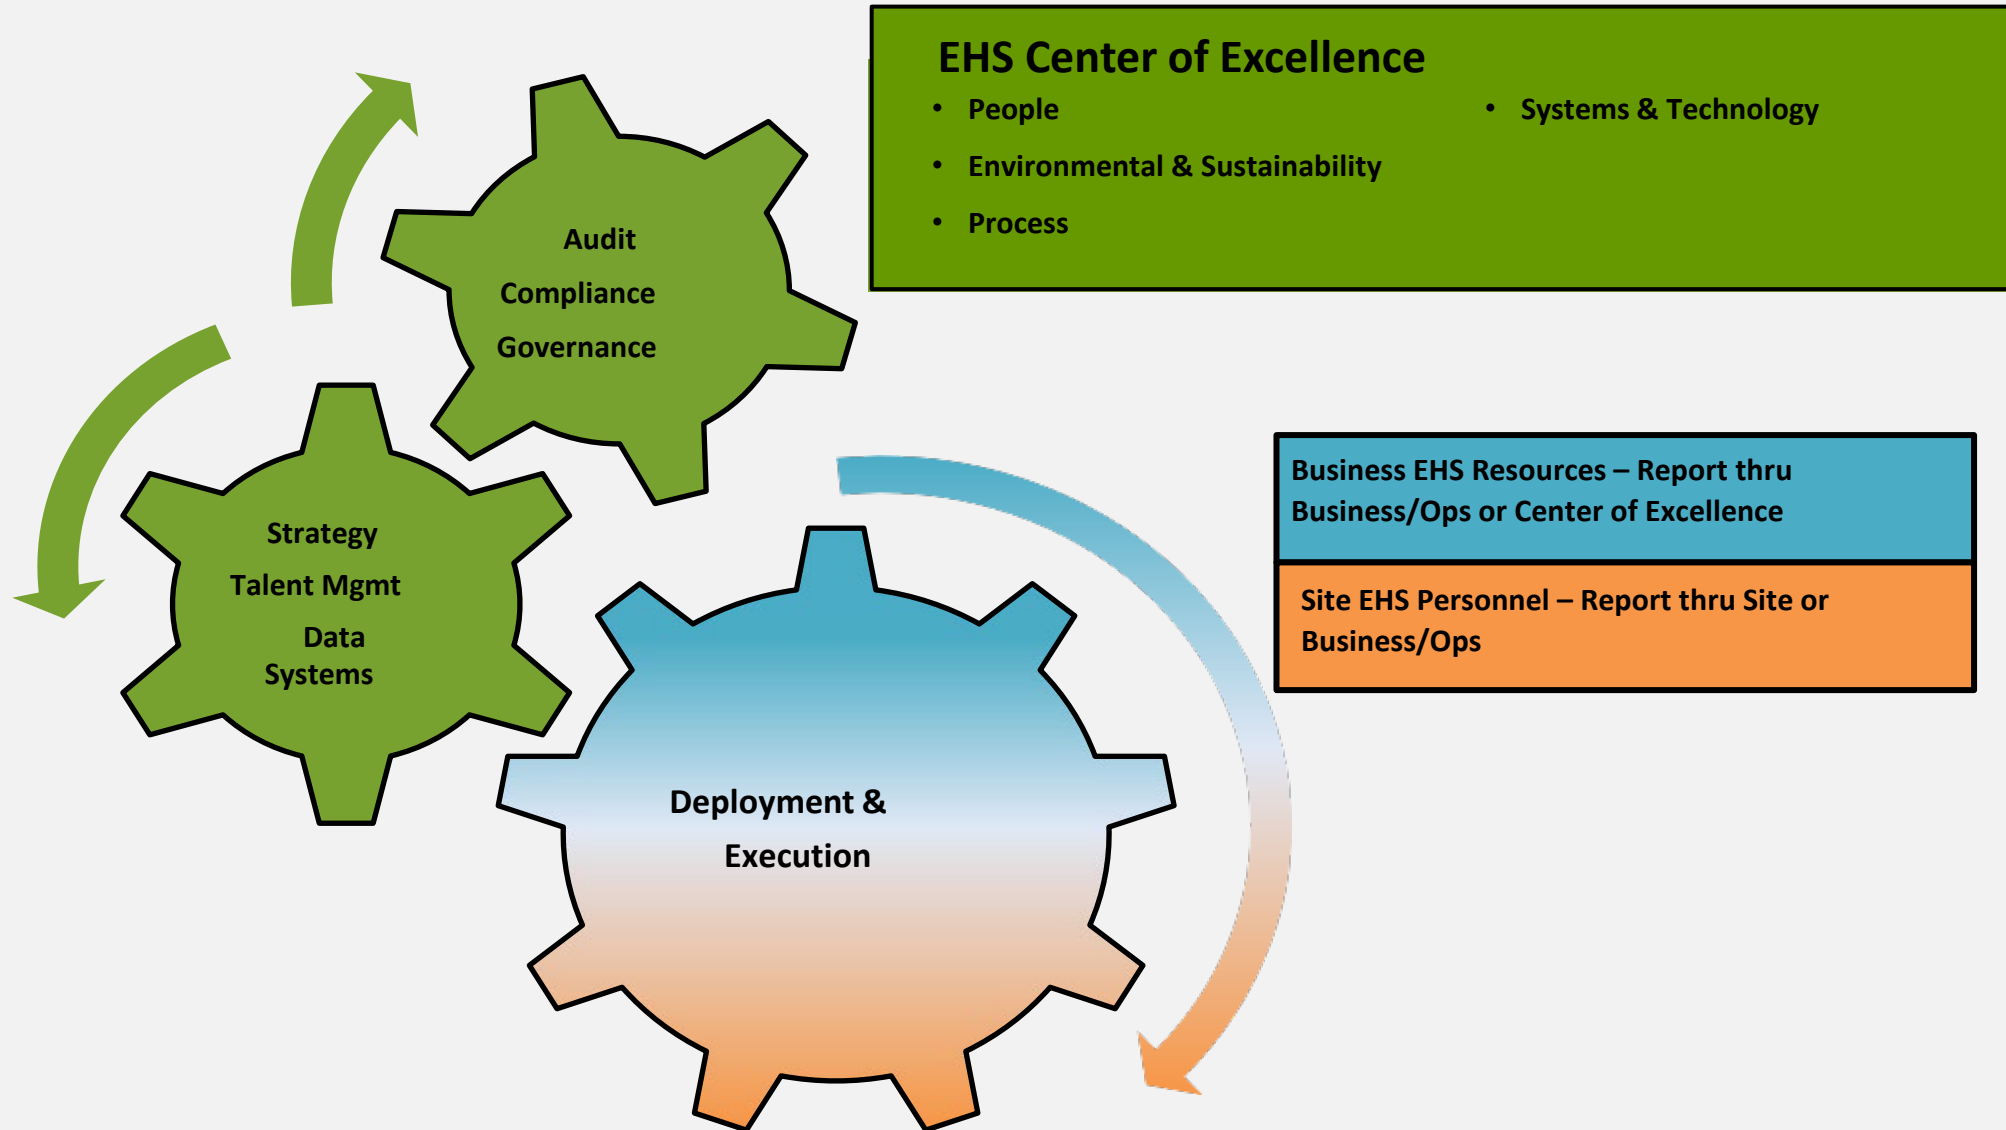 EHS Center of Excellence
• People
• Environmental & Sustainability
• Process
• Systems & Technology
Audit
Compliance
Governance
Strategy
Talent Mgmt
Data
Systems
Business EHS Resources – Report thru
Business/Ops or Center of Excellence
Site EHS Personnel – Report thru Site or
Business/Ops
Deployment &
Execution